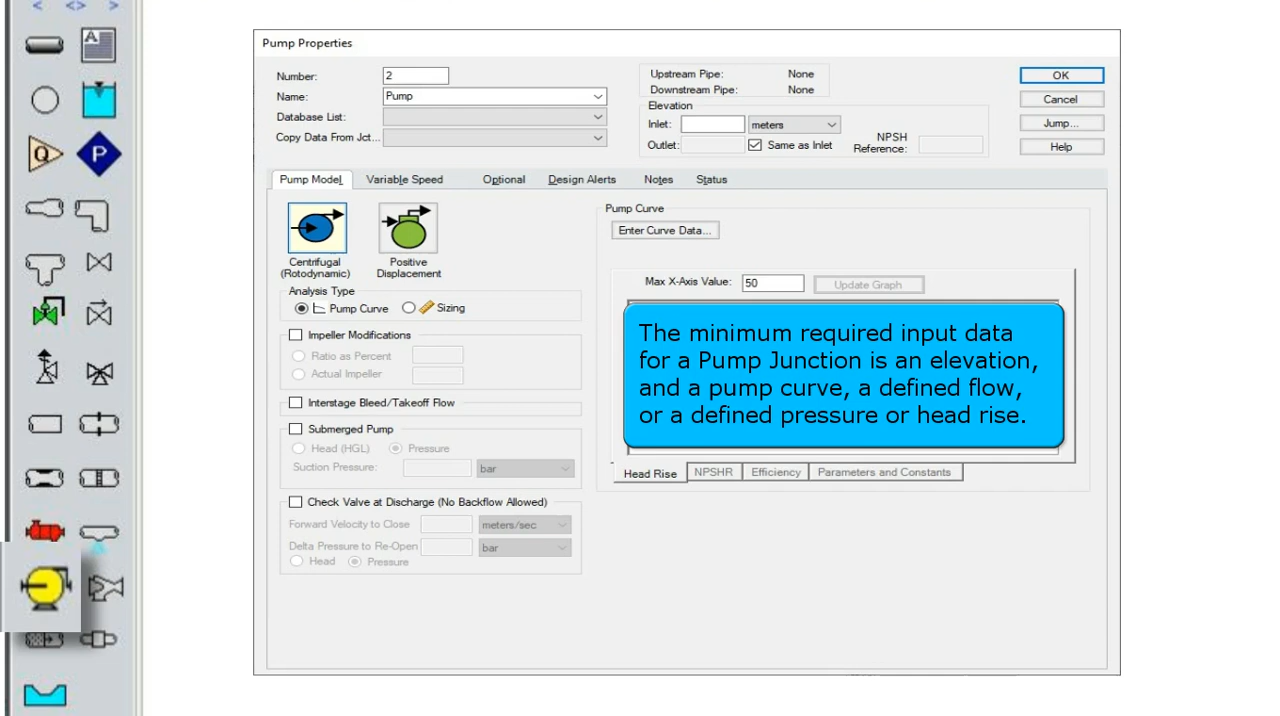 < <> >
A
Q
P
Pump Properties
Number: 2
Name: Pump
Database List:
Copy Data From Jct...
Upstream Pipe: None
Downstream Pipe: None
Elevation
Inlet: meters
Outlet: Same as Inlet
NPSH
Reference:
OK
Cancel
Jump...
Help
Pump Model Variable Speed Optional Design Alerts Notes Status
Centrifugal
(Rotodynamic)
Positive
Displacement
Analysis Type
Pump Curve Sizing
Impeller Modifications
Ratio as Percent
Actual Impeller
Interstage Bleed/Takeoff Flow
Submerged Pump
Head (HGL) Pressure
Suction Pressure: bar
Check Valve at Discharge (No Backflow Allowed)
Forward Velocity to Close meters/sec
Delta Pressure to Re-Open bar
Head Pressure
Pump Curve
Enter Curve Data...
Max X-Axis Value: 50 Update Graph
The minimum required input data
for a Pump Junction is an elevation,
and a pump curve, a defined flow,
or a defined pressure or head rise.
Head Rise NPSHR Efficiency Parameters and Constants